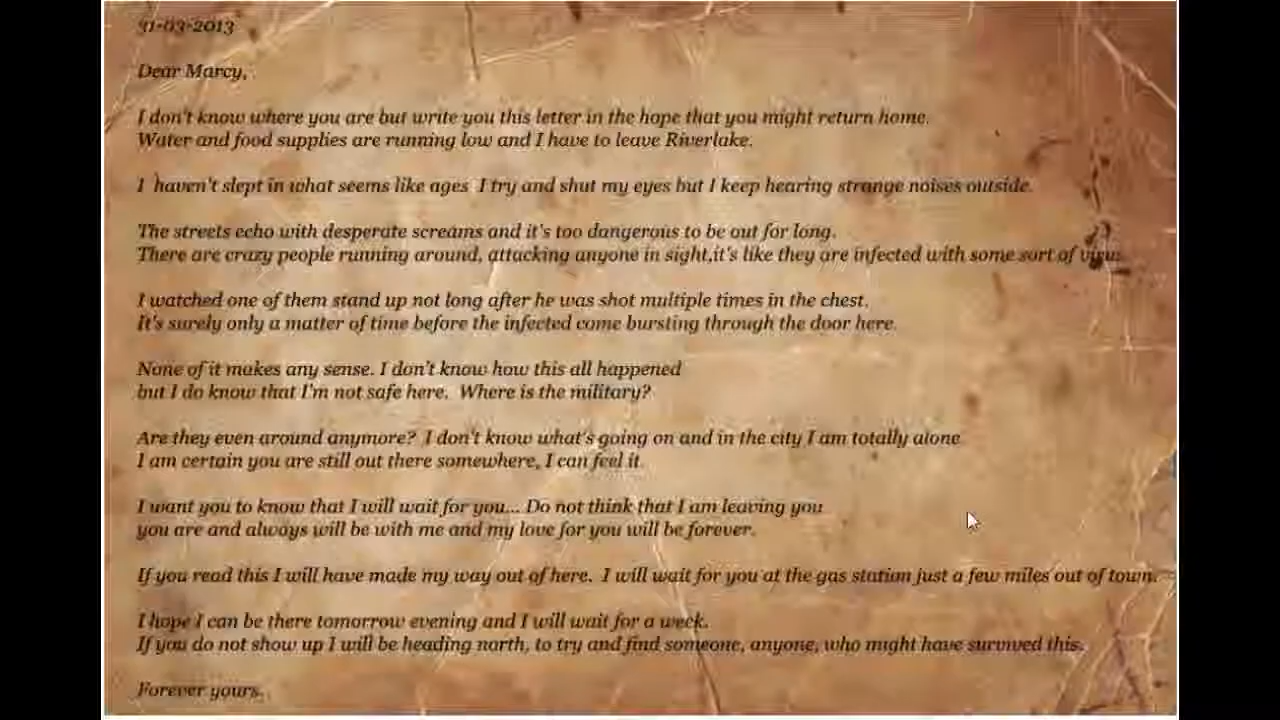 31-03-2013
Dear Marcy,
I don't know where you are but write you this letter in the hope that you might return home.
Water and food supplies are running low and I have to leave Riverlake.
I haven't slept in what seems like ages I try and shut my eyes but I keep hearing strange noises outside.
The streets echo with desperate screams and it's too dangerous to be out for long.
There are crazy people running around, attacking anyone in sight,it's like they are infected with some sort of virus
I watched one of them stand up not long after he was shot multiple times in the chest.
It's surely only a matter of time before the infected come bursting through the door here.
None of it makes any sense. I don't know how this all happened
but I do know that I'm not safe here. Where is the military?
Are they even around anymore? I don't know what's going on and in the city I am totally alone
I am certain you are still out there somewhere, I can feel it.
I want you to know that I will wait for you... Do not think that I am leaving you
you are and always will be with me and my love for you will be forever.
If you read this I will have made my way out of here. I will wait for you at the gas station just a few miles out of town.
I hope I can be there tomorrow evening and I will wait for a week.
If you do not show up I will be heading north, to try and find someone, anyone, who might have survived this.
Forever yours.